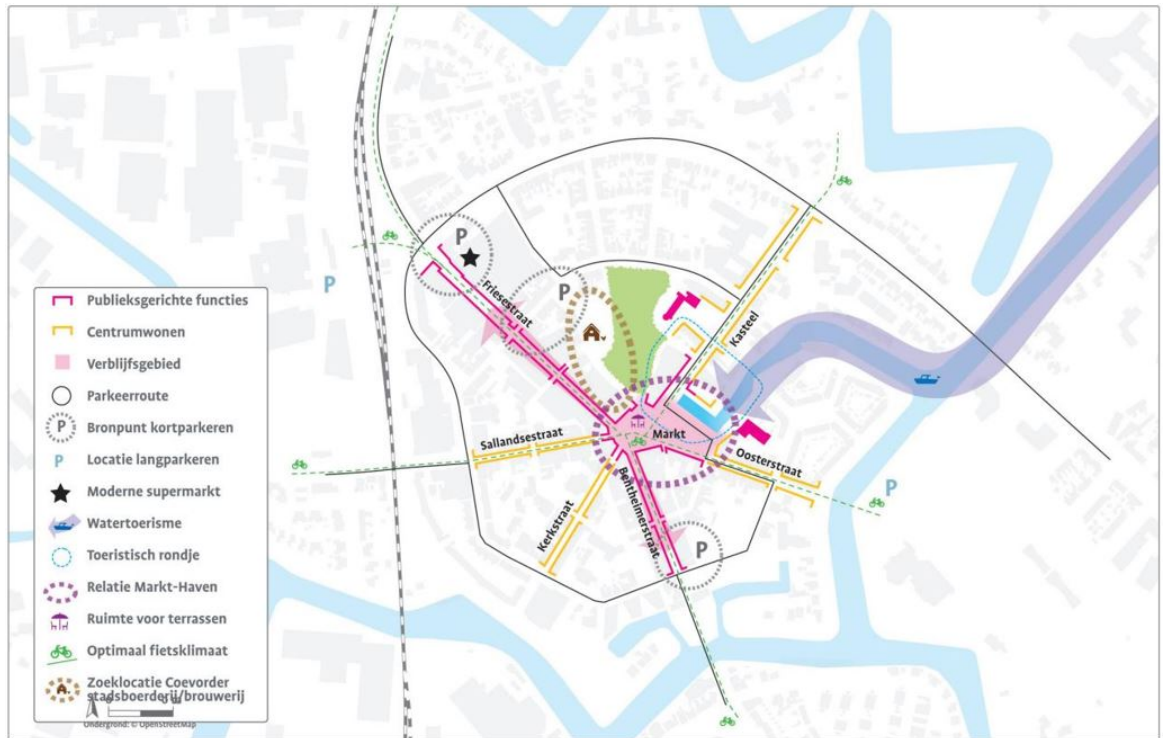 P
P
P
P
P
P
Friesestraat
Kasteel
Sallandsestraat
Markt
Oosterstraat
Kerkstraat
Bentheimerstraat
Publieksgerichte functies
Centrumwonen
Verblijfsgebied
Parkeerroute
P Bronpunt kortparkeren
P Locatie langparkeren
Moderne supermarkt
Watertoerisme
Toeristisch rondje
Relatie Markt-Haven
Ruimte voor terrassen
Optimaal fietsklimaat
Zoeklocatie Coevorder
stadsboerderij/brouwerij
Ondergrond: © OpenStreetMap